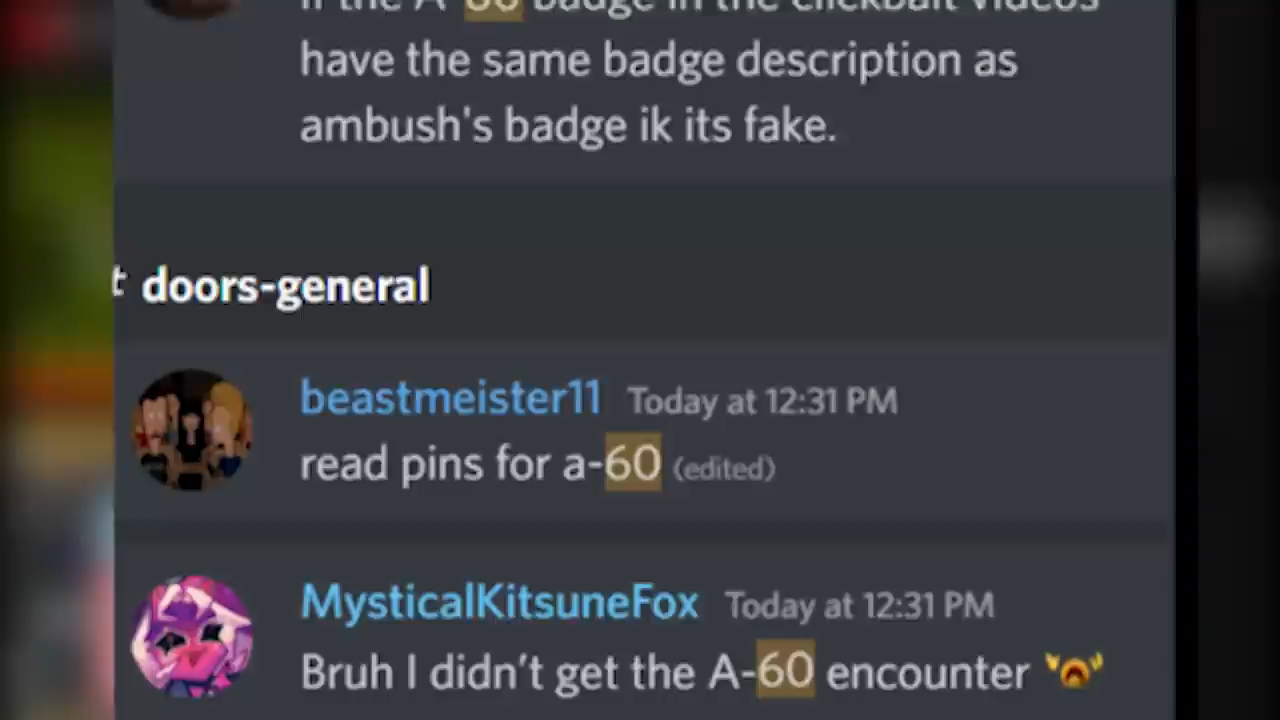 if the A-60 badge in the clickbait videos
have the same badge description as
ambush's badge ik its fake.
doors-general
beastmeister11 Today at 12:31 PM
read pins for a-60 (edited)
MysticalKitsuneFox Today at 12:31 PM
Bruh I didn't get the A-60 encounter